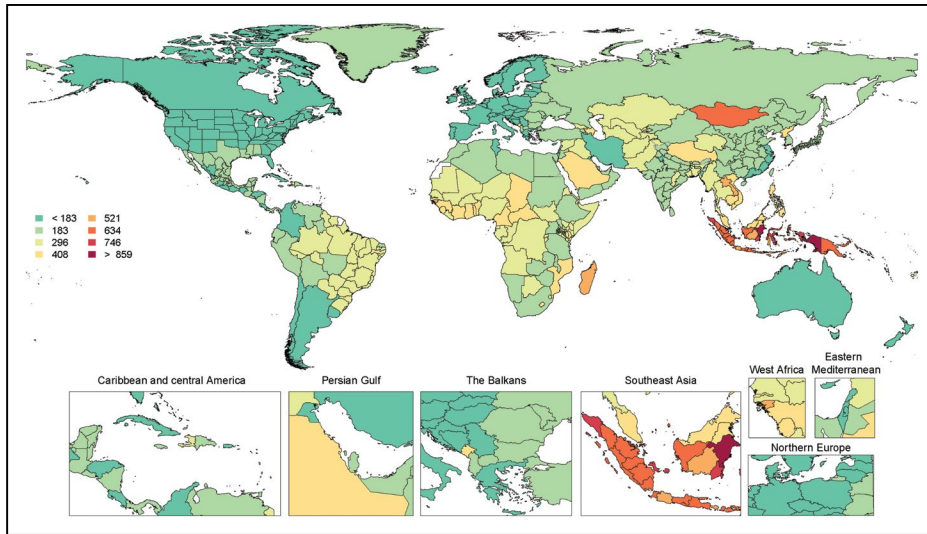 < 183
183
296
408
521
634
746
> 859
Caribbean and central America
Persian Gulf
The Balkans
Southeast Asia
West Africa
Eastern
Mediterranean
Northern Europe